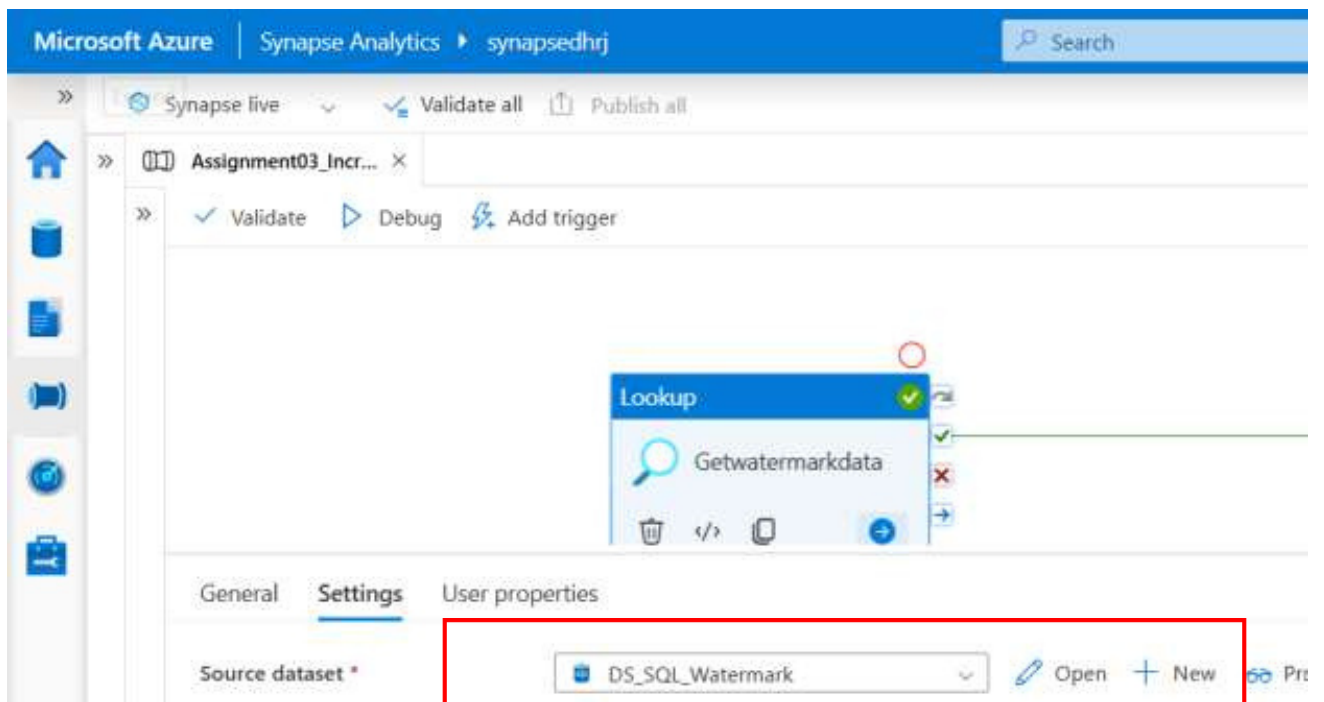 Microsoft Azure Synapse Analytics synapsedhrj Search
Synapse live Validate all Publish all
Assignment03_Incr...
Validate Debug Add trigger
Lookup
Getwatermarkdata
General Settings User properties
Source dataset * DS_SQL_Watermark Open New Pre